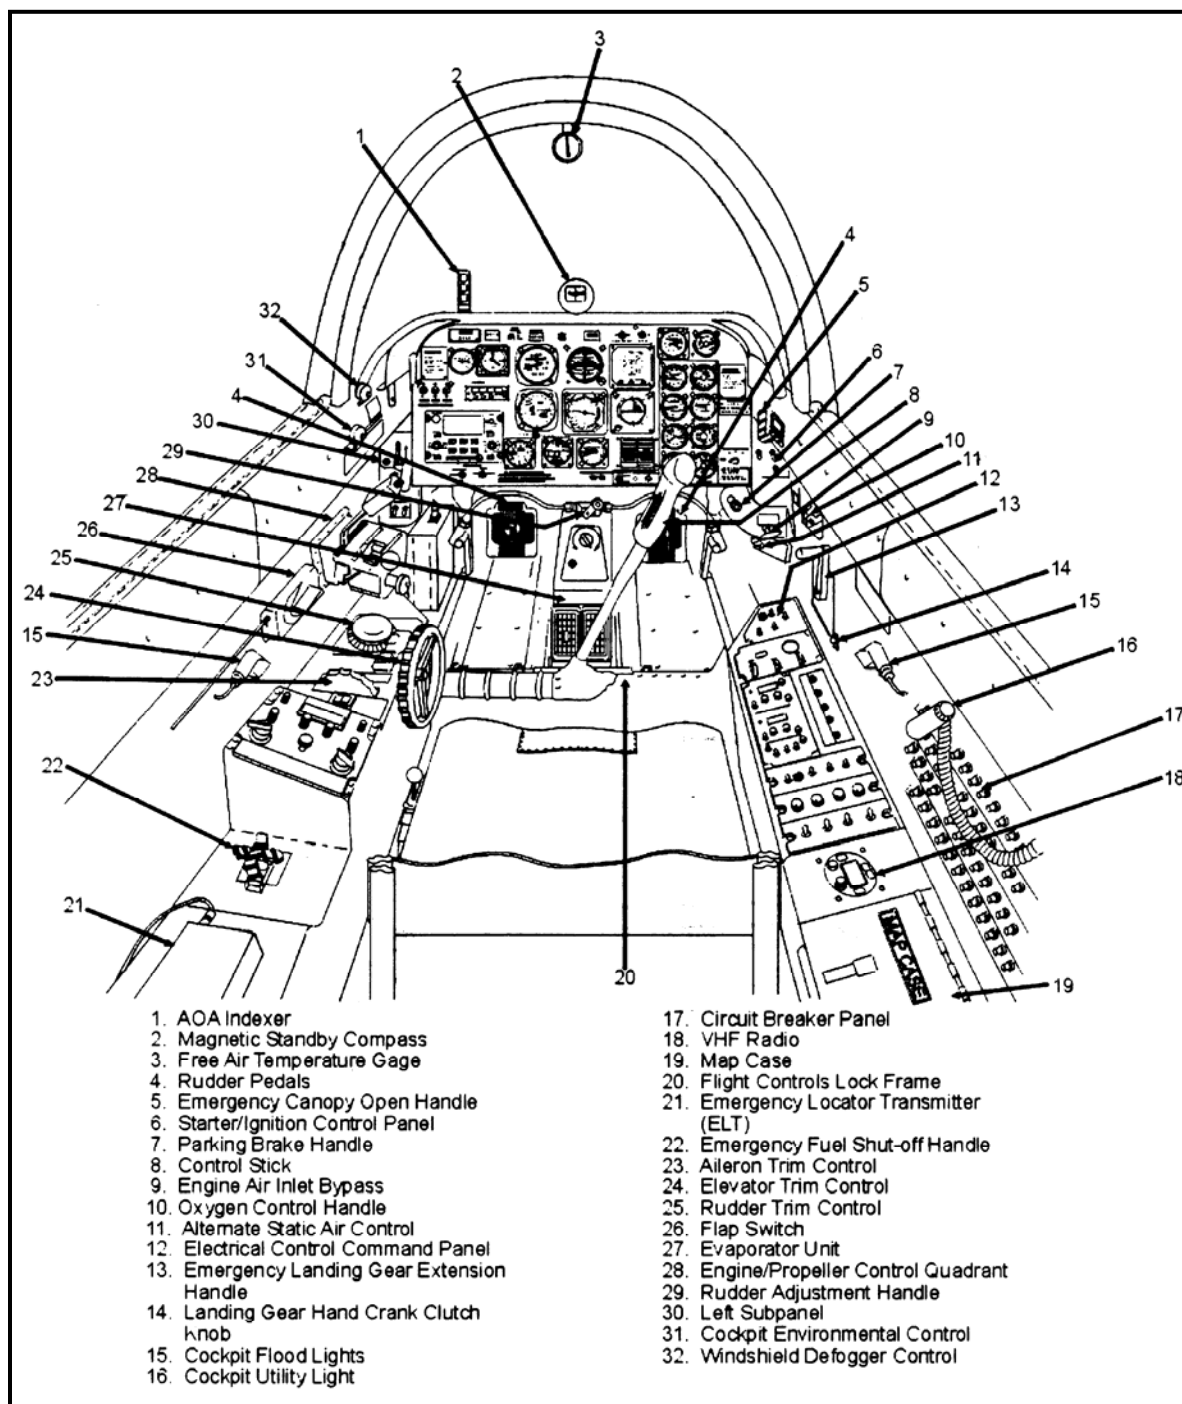 3
2
1
4
5
32
6
31
7
4
8
30
9
29
10
28
11
27
12
26
13
25
14
24
15
15
16
23
17
22
18
21
20
19
MAP CASE
1. AOA Indexer
2. Magnetic Standby Compass
3. Free Air Temperature Gage
4. Rudder Pedals
5. Emergency Canopy Open Handle
6. Starter/Ignition Control Panel
7. Parking Brake Handle
8. Control Stick
9. Engine Air Inlet Bypass
10. Oxygen Control Handle
11. Alternate Static Air Control
12. Electrical Control Command Panel
13. Emergency Landing Gear Extension
Handle
14. Landing Gear Hand Crank Clutch
Knob
15. Cockpit Flood Lights
16. Cockpit Utility Light
17. Circuit Breaker Panel
18. VHF Radio
19. Map Case
20. Flight Controls Lock Frame
21. Emergency Locator Transmitter
(ELT)
22. Emergency Fuel Shut-off Handle
23. Aileron Trim Control
24. Elevator Trim Control
25. Rudder Trim Control
26. Flap Switch
27. Evaporator Unit
28. Engine/Propeller Control Quadrant
29. Rudder Adjustment Handle
30. Left Subpanel
31. Cockpit Environmental Control
32. Windshield Defogger Control